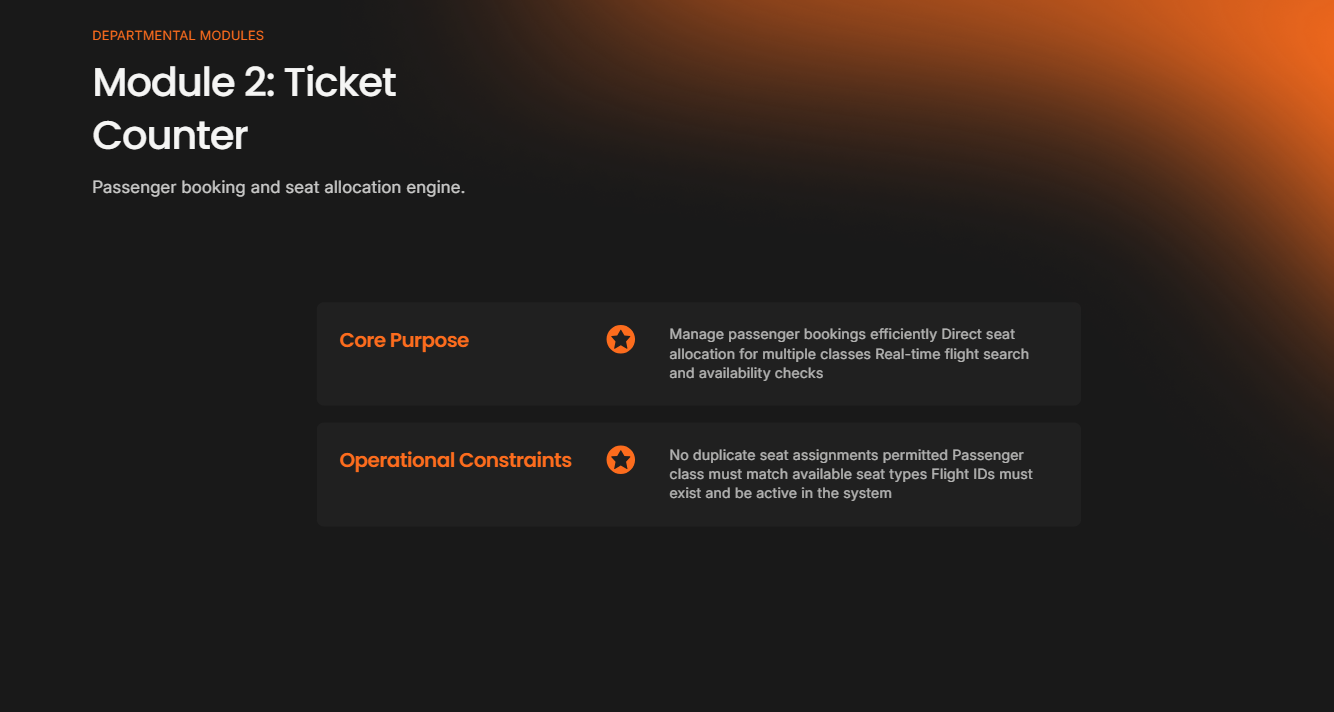 DEPARTMENTAL MODULES
Module 2: Ticket
Counter
Passenger booking and seat allocation engine.
Core Purpose
Manage passenger bookings efficiently Direct seat
allocation for multiple classes Real-time flight search
and availability checks
Operational Constraints
No duplicate seat assignments permitted Passenger
class must match available seat types Flight IDs must
exist and be active in the system